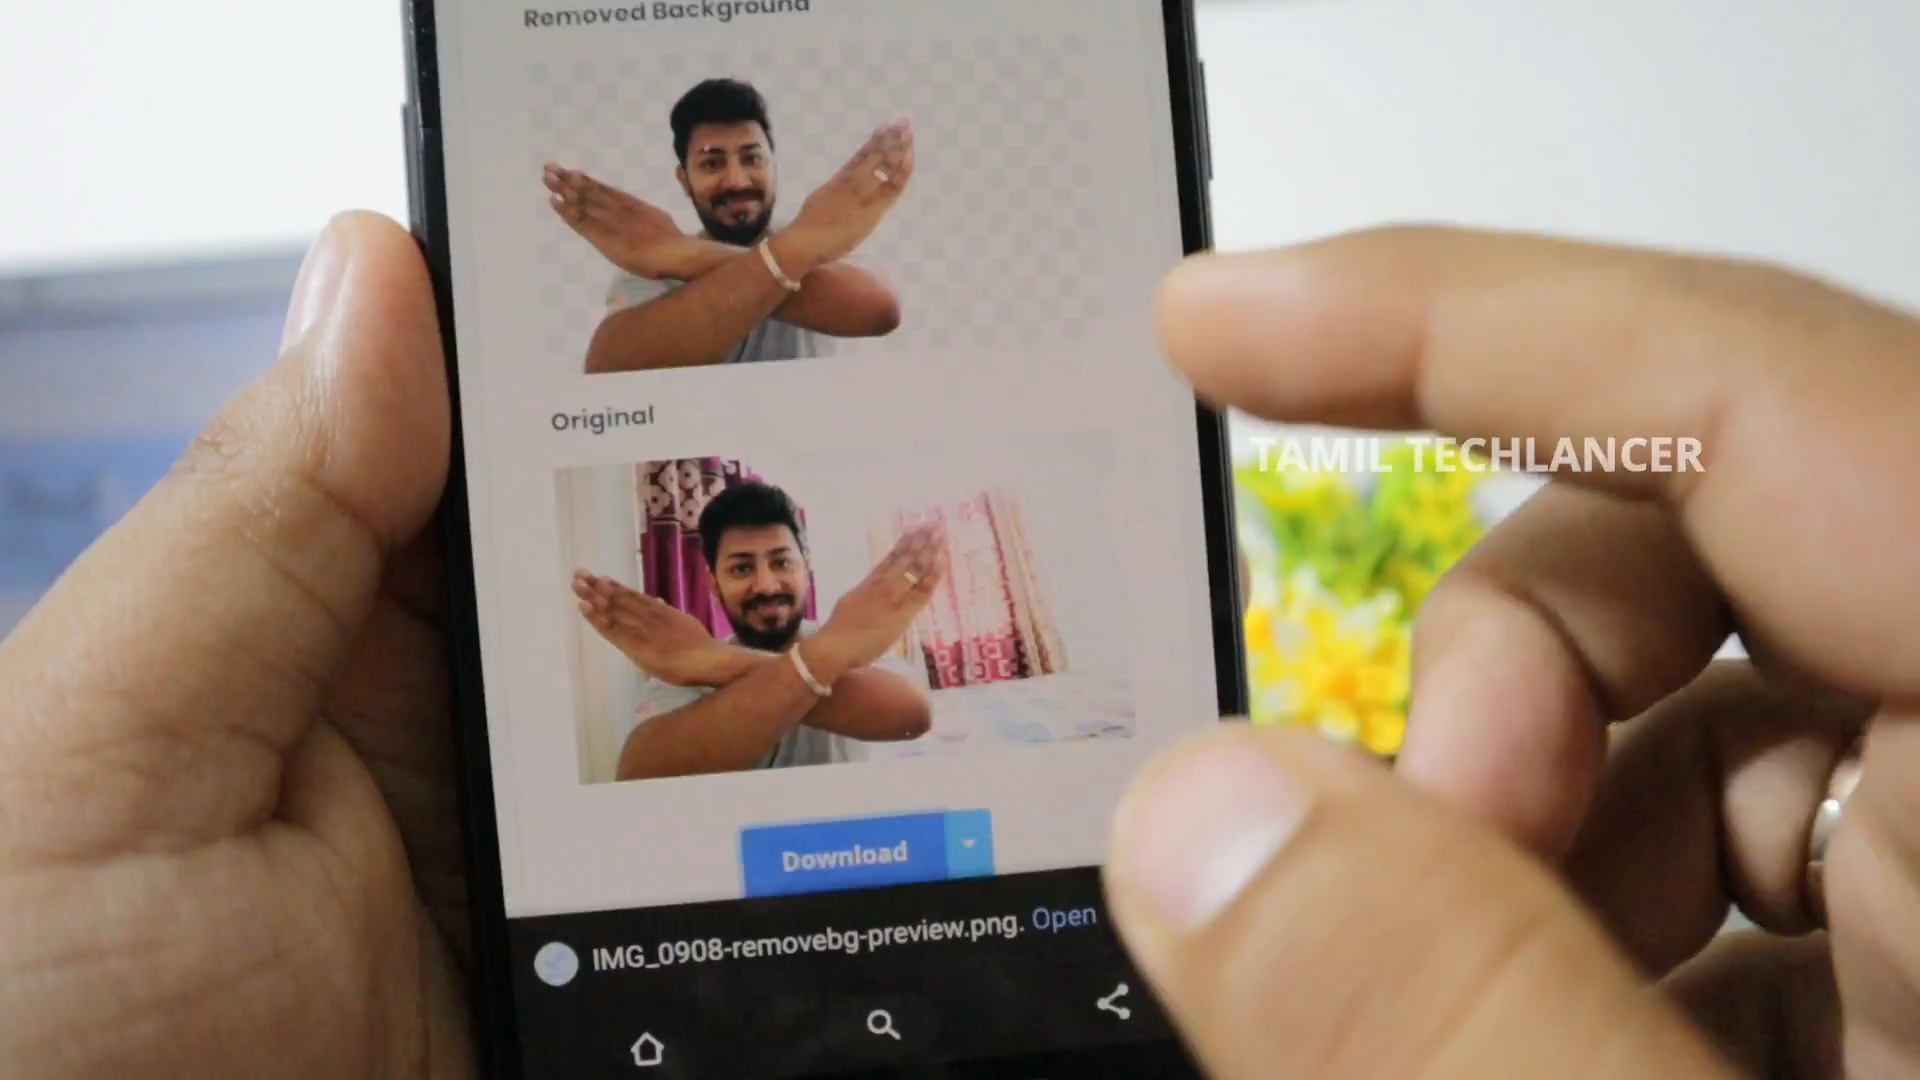 Removed Background
Original
TAMIL TECHLANCER
Download
IMG_0908-removebg-preview.png. Open